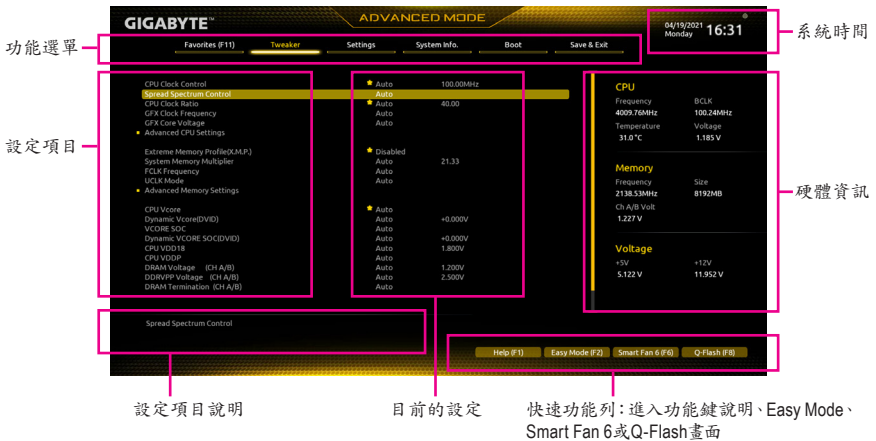 GIGABYTE™
ADVANCED MODE
04/19/2021 Monday 16:31
系統時間
功能選單
Favorites (F11) Tweaker Settings System Info. Boot Save & Exit
設定項目
CPU Clock Control Auto 100.00MHz
Spread Spectrum Control Auto
CPU Clock Ratio Auto 40.00
GFX Clock Frequency Auto
GFX Core Voltage Auto
Advanced CPU Settings
Extreme Memory Profile(X.M.P.) Disabled
System Memory Multiplier Auto 21.33
FCLK Frequency Auto
UCLK Mode Auto
Advanced Memory Settings
CPU Vcore Auto
Dynamic Vcore(DVID) Auto +0.000V
VCORE SOC Auto
Dynamic VCORE SOC(DVID) Auto +0.000V
CPU VDD18 Auto 1.800V
CPU VDDP Auto
DRAM Voltage (CH A/B) Auto 1.200V
DDRVPP Voltage (CH A/B) Auto 2.500V
DRAM Termination (CH A/B) Auto
CPU
Frequency BCLK
4009.76MHz 100.24MHz
Temperature Voltage
31.0 °C 1.185 V
Memory
Frequency Size
2138.53MHz 8192MB
Ch A/B Volt
1.227 V
Voltage
+5V +12V
5.122 V 11.952 V
硬體資訊
Spread Spectrum Control
Help (F1) Easy Mode (F2) Smart Fan 6 (F6) Q-Flash (F8)
設定項目說明
目前的設定
快速功能列：進入功能鍵說明、Easy Mode、
Smart Fan 6或Q-Flash畫面